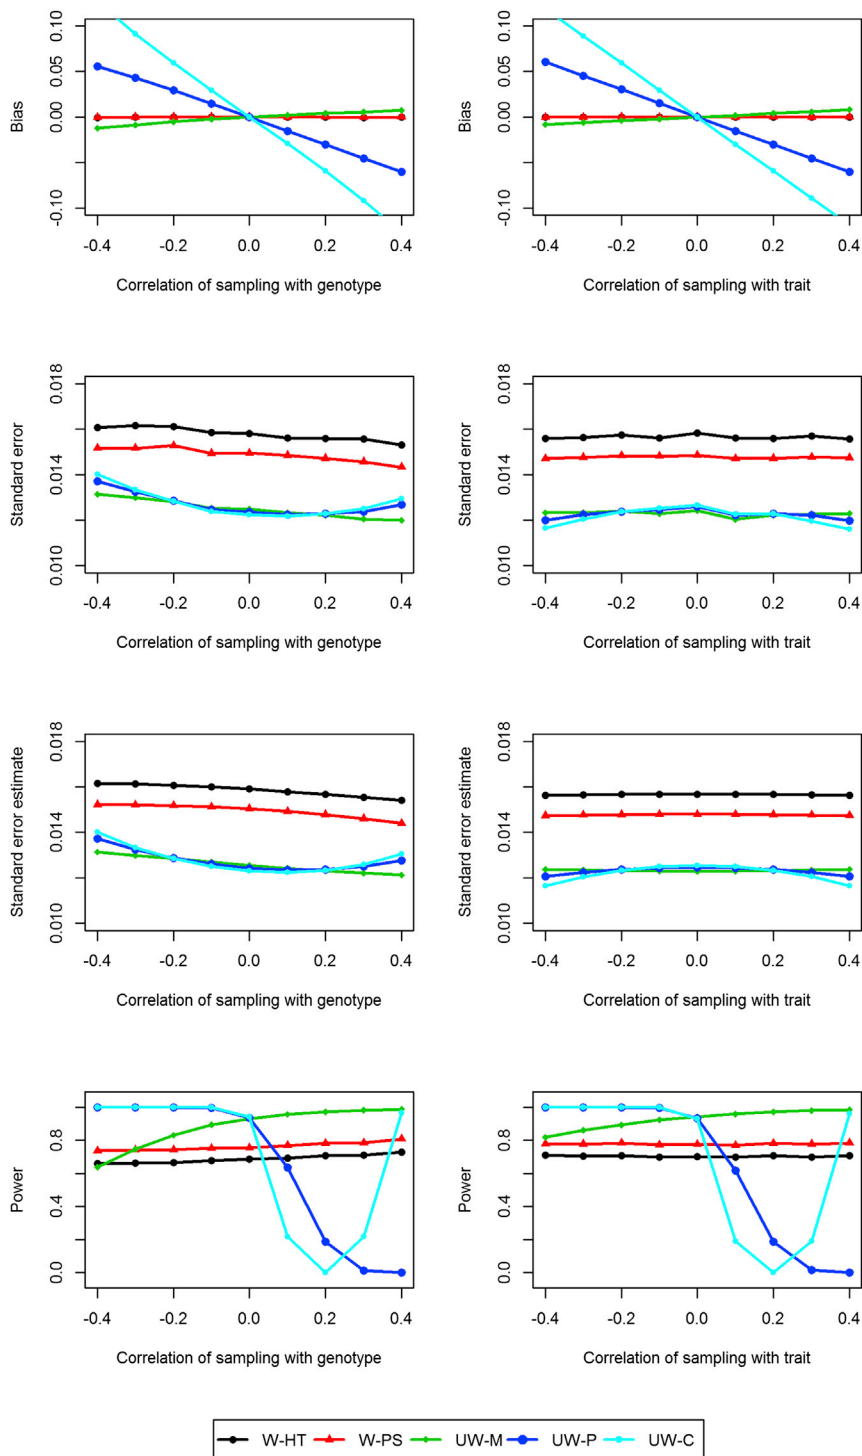 Bias
0.10
0.05
0.00
-0.10
-0.4 -0.2 0.0 0.2 0.4
Correlation of sampling with genotype
Bias
0.10
0.05
0.00
-0.10
-0.4 -0.2 0.0 0.2 0.4
Correlation of sampling with trait
Standard error
0.018
0.014
0.010
-0.4 -0.2 0.0 0.2 0.4
Correlation of sampling with genotype
Standard error
0.018
0.014
0.010
-0.4 -0.2 0.0 0.2 0.4
Correlation of sampling with trait
Standard error estimate
0.018
0.014
0.010
-0.4 -0.2 0.0 0.2 0.4
Correlation of sampling with genotype
Standard error estimate
0.018
0.014
0.010
-0.4 -0.2 0.0 0.2 0.4
Correlation of sampling with trait
Power
0.8
0.4
0.0
-0.4 -0.2 0.0 0.2 0.4
Correlation of sampling with genotype
Power
0.8
0.4
0.0
-0.4 -0.2 0.0 0.2 0.4
Correlation of sampling with trait
W-HT W-PS UW-M UW-P UW-C